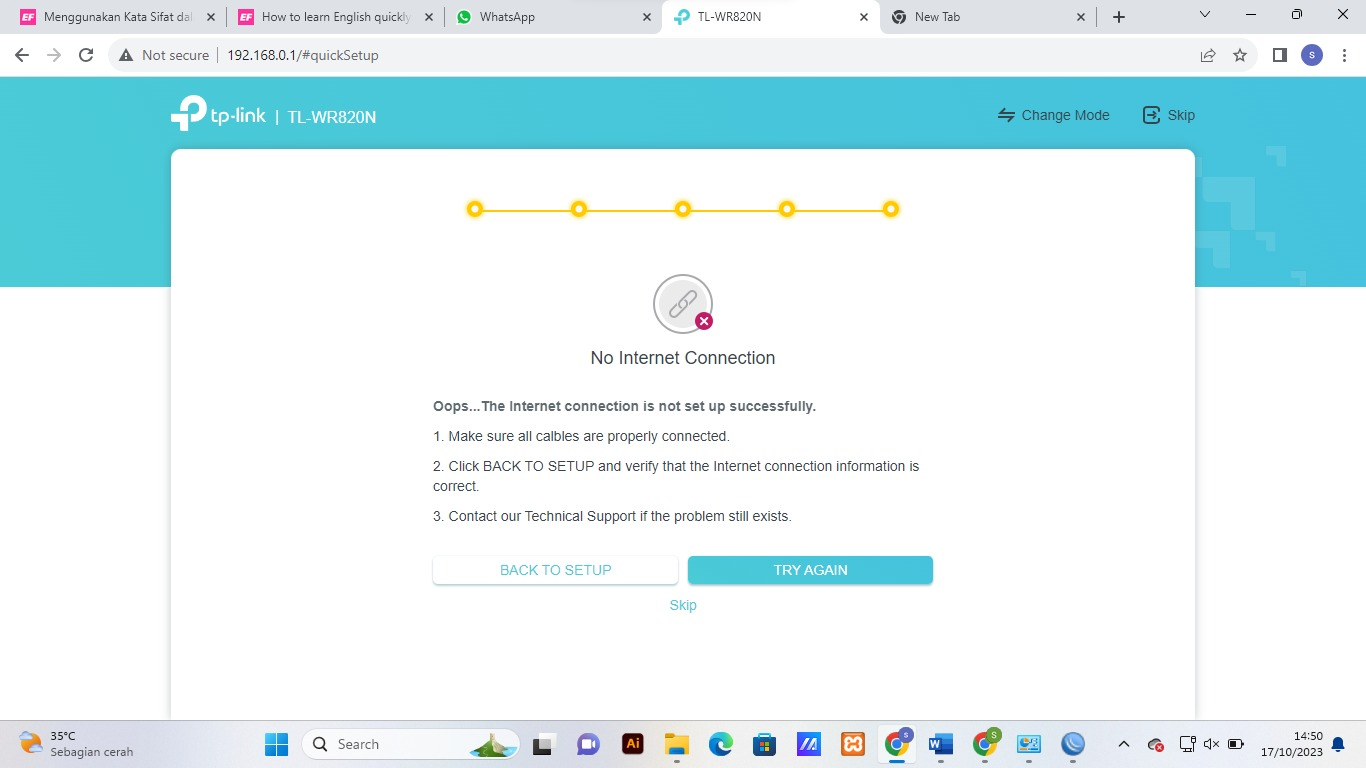 EF Menggunakan Kata Sifat dal
EF How to learn English quickly
WhatsApp
TL-WR820N
New Tab
Not secure 192.168.0.1/#quickSetup
S
tp-link | TL-WR820N
Change Mode
Skip
No Internet Connection
Oops...The Internet connection is not set up successfully.
1. Make sure all calbles are properly connected.
2. Click BACK TO SETUP and verify that the Internet connection information is
correct.
3. Contact our Technical Support if the problem still exists.
BACK TO SETUP
TRY AGAIN
Skip
35°C
Sebagian cerah
Search
Ai
S
W
S
14:50
17/10/2023